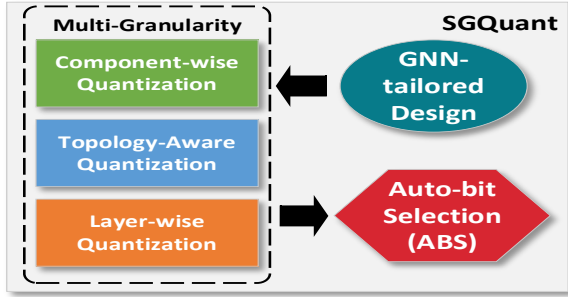 Multi-Granularity
SGQuant
Component-wise
Quantization
GNN-
tailored
Design
Topology-Aware
Quantization
Layer-wise
Quantization
Auto-bit
Selection
(ABS)